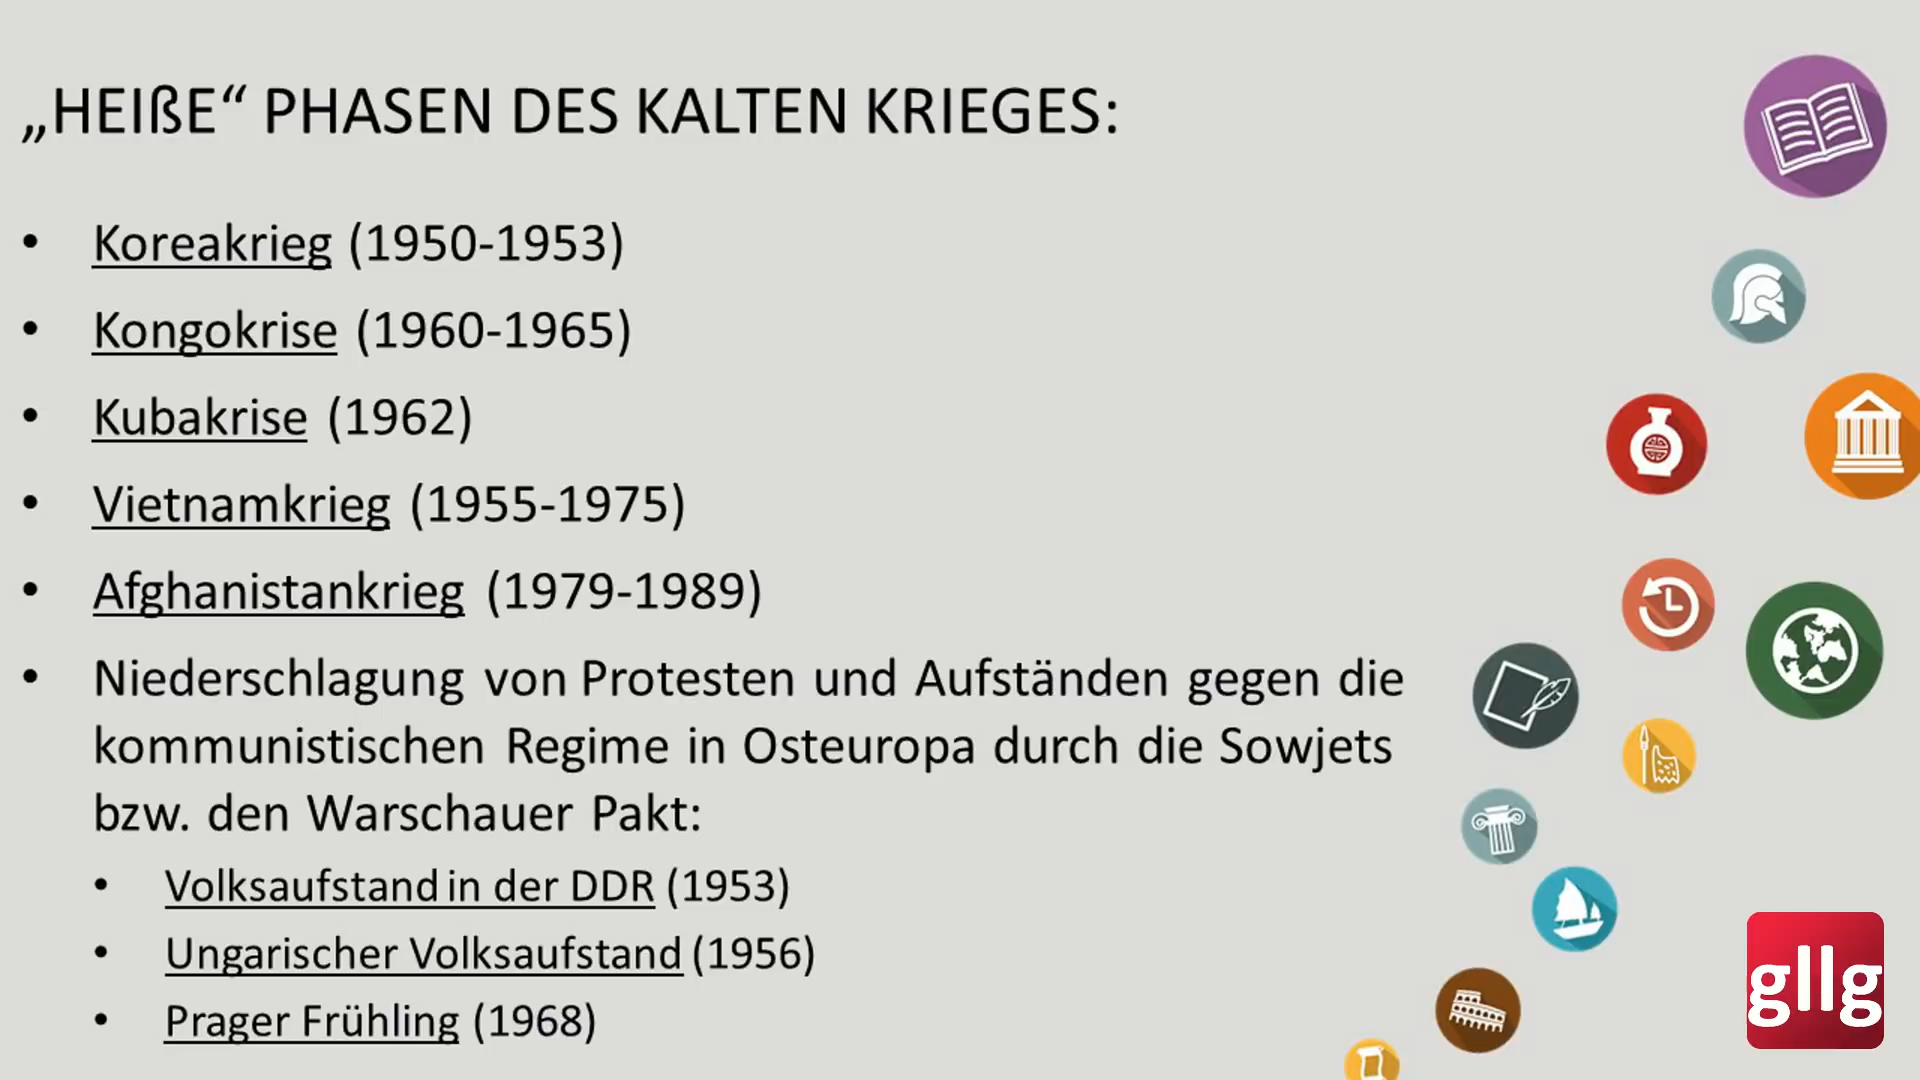 „HEIßE“ PHASEN DES KALTEN KRIEGES:
• Koreakrieg (1950-1953)
• Kongokrise (1960-1965)
• Kubakrise (1962)
• Vietnamkrieg (1955-1975)
• Afghanistankrieg (1979-1989)
• Niederschlagung von Protesten und Aufständen gegen die
kommunistischen Regime in Osteuropa durch die Sowjets
bzw. den Warschauer Pakt:
• Volksaufstand in der DDR (1953)
• Ungarischer Volksaufstand (1956)
• Prager Frühling (1968)
gllg